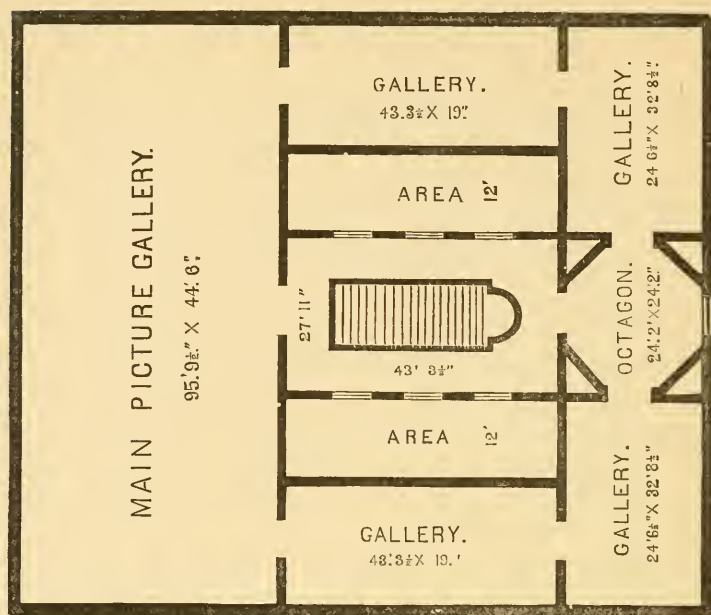 MAIN PICTURE GALLERY.
95.'9½." X 44.'6."
GALLERY.
43.3½ X 19."
AREA 12'
27' 11"
43' 3½"
AREA 12'
GALLERY.
43.'3½ X 19.'
GALLERY.
24 6½" X 32'8½"
OCTAGON.
24.'2' X 24.'2."
GALLERY.
24'6½" X 32'8½"